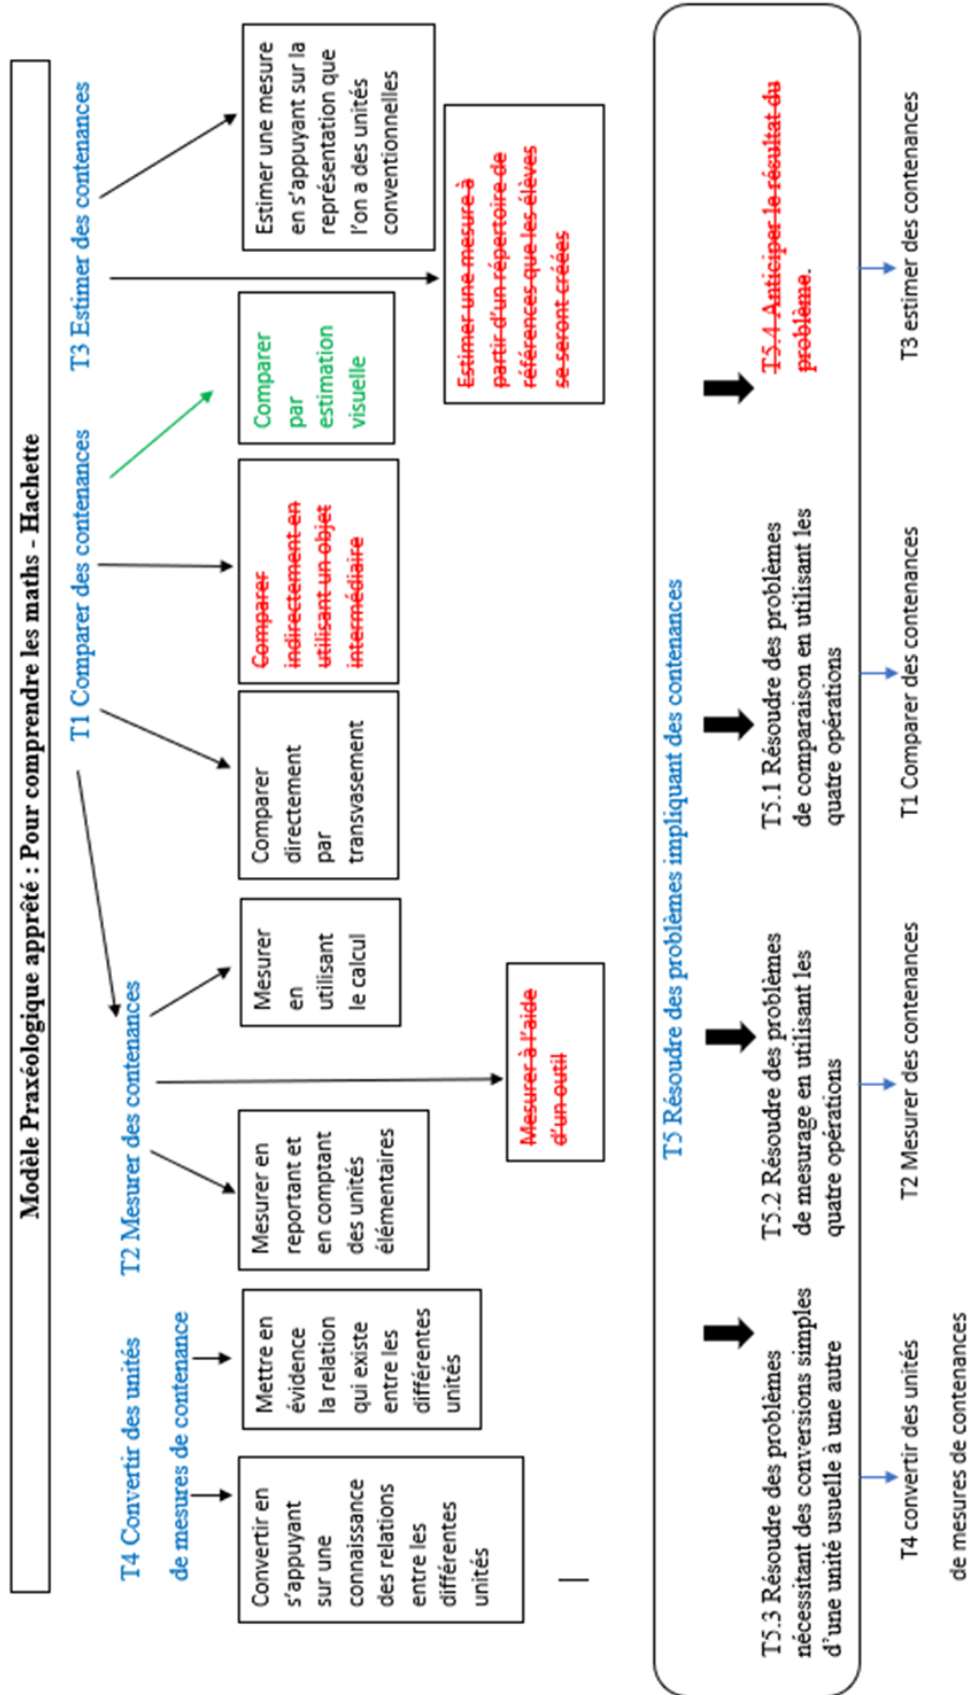 Modèle Praxéologique apprêté : Pour comprendre les maths - Hachette
T4 Convertir des unités
de mesures de contenance
T2 Mesurer des contenances
T1 Comparer des contenances
T3 Estimer des contenances
Convertir en
s'appuyant
sur une
connaissance
des relations
entre les
différentes
unités
Mettre en
évidence
la relation
qui existe
entre les
différentes
unités
Mesurer en
reportant et
en comptant
des unités
élémentaires
Mesurer à l'aide
d'un outil
Mesurer
en
utilisant
le calcul
Comparer
directement
par
transvasement
Comparer
indirectement en
utilisant un objet
intermédiaire
Comparer
par
estimation
visuelle
Estimer une mesure à
partir d'un répertoire de
références que les élèves
se seront créées
Estimer une mesure
en s'appuyant sur la
représentation que
l'on a des unités
conventionnelles
T5 Résoudre des problèmes impliquant des contenances
T5.3 Résoudre des problèmes
nécessitant des conversions simples
d'une unité usuelle à une autre
T5.2 Résoudre des problèmes
de mesurage en utilisant les
quatre opérations
T5.1 Résoudre des problèmes
de comparaison en utilisant les
quatre opérations
T5.4 Anticiper le résultat du
problème.
T4 convertir des unités
de mesures de contenances
T2 Mesurer des contenances
T1 Comparer des contenances
T3 estimer des contenances